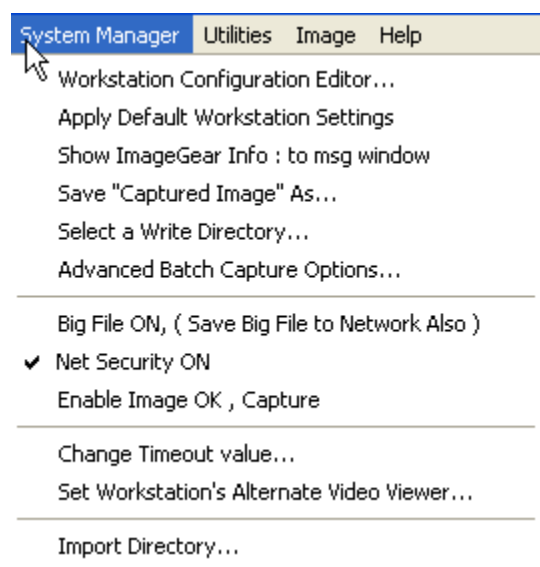 System Manager Utilities Image Help
Workstation Configuration Editor...
Apply Default Workstation Settings
Show ImageGear Info : to msg window
Save "Captured Image" As...
Select a Write Directory...
Advanced Batch Capture Options...
Big File ON, ( Save Big File to Network Also )
Net Security ON
Enable Image OK , Capture
Change Timeout value...
Set Workstation's Alternate Video Viewer...
Import Directory...